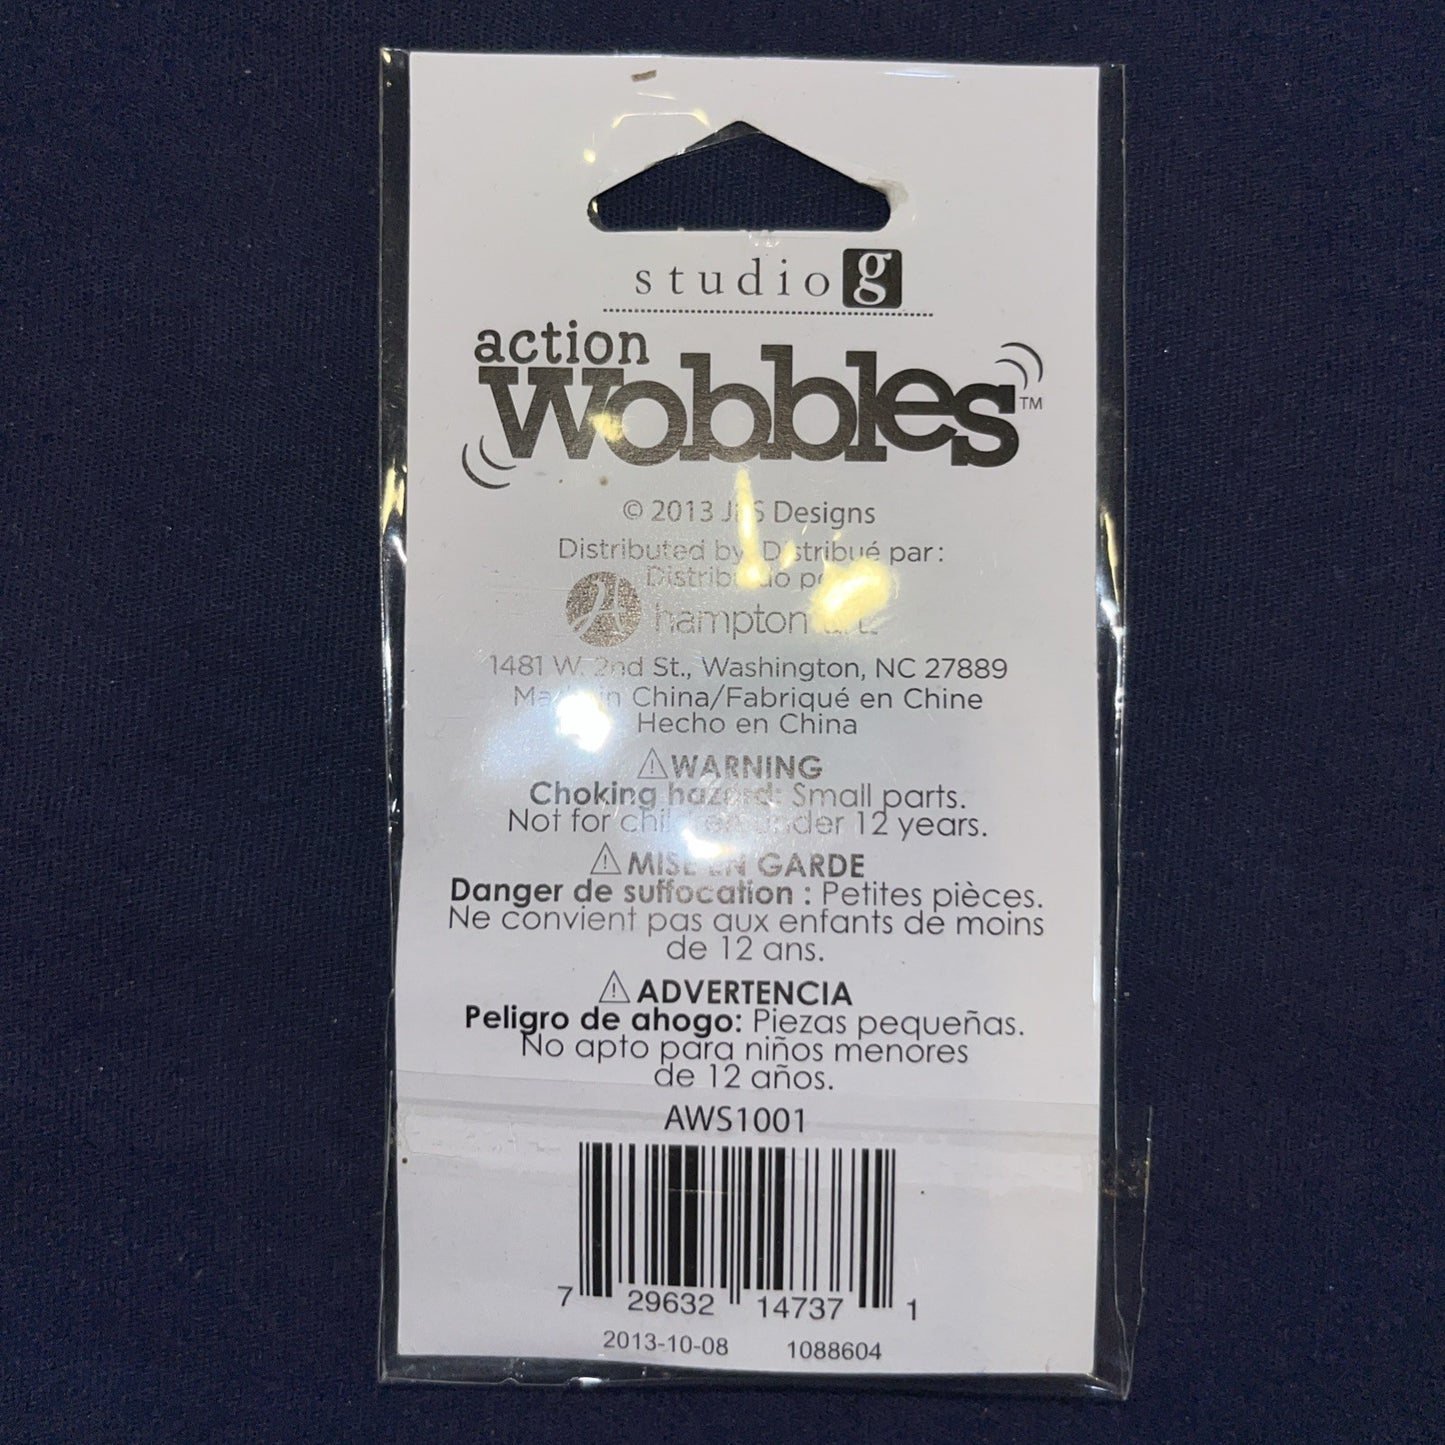 studio g
action
wobbles™
© 2013 Designs
Distributed by Distribué par:
hampton
1481 W. 2nd St., Washington, NC 27889
Made in China/Fabriqué en Chine
Hecho en China
⚠WARNING
Choking hazard: Small parts.
Not for children under 12 years.
⚠MISE EN GARDE
Danger de suffocation : Petites pièces.
Ne convient pas aux enfants de moins
de 12 ans.
⚠ADVERTENCIA
Peligro de ahogo: Piezas pequeñas.
No apto para niños menores
de 12 años.
AWS1001
7 29632 14737 1
2013-10-08 1088604